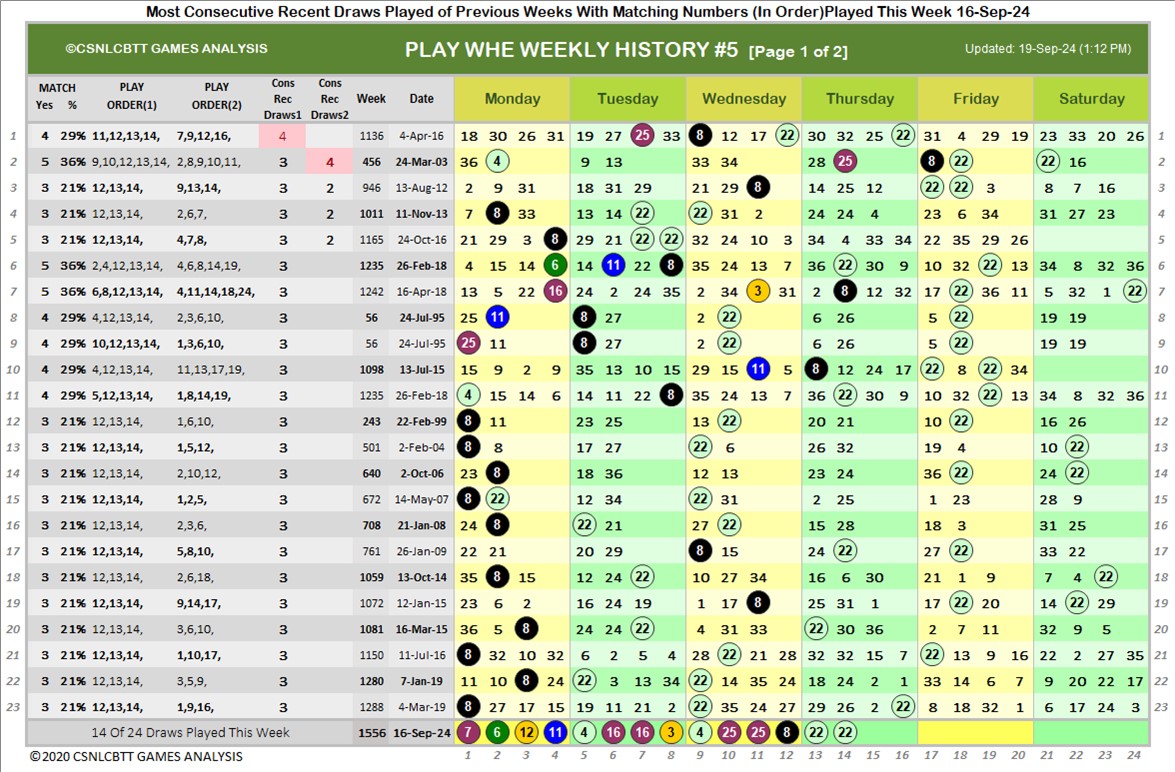 Most Consecutive Recent Draws Played of Previous Weeks With Matching Numbers (In Order)Played This Week 16-Sep-24
©CSNLCBTT GAMES ANALYSIS PLAY WHE WEEKLY HISTORY #5 [Page 1 of 2] Updated: 19-Sep-24 (1:12 PM)
MATCH Yes % PLAY ORDER(1) PLAY ORDER(2) Cons Rec Draws1 Cons Rec Draws2 Week Date Monday Tuesday Wednesday Thursday Friday Saturday
1 4 29% 11,12,13,14, 7,9,12,16, 4 1136 4-Apr-16 18 30 26 31 19 27 25 33 8 12 17 22 30 32 25 22 31 4 29 19 23 33 20 26 1
2 5 36% 9,10,12,13,14, 2,8,9,10,11, 3 4 456 24-Mar-03 36 4 9 13 33 34 28 25 8 22 22 16 2
3 3 21% 12,13,14, 9,13,14, 3 2 946 13-Aug-12 2 9 31 18 31 29 21 29 8 14 25 12 22 22 3 8 7 16 3
4 3 21% 12,13,14, 2,6,7, 3 2 1011 11-Nov-13 7 8 33 13 14 22 22 31 2 24 24 4 23 6 34 31 27 23 4
5 3 21% 12,13,14, 4,7,8, 3 2 1165 24-Oct-16 21 29 3 8 29 21 22 22 32 24 10 3 34 4 33 34 22 35 29 26 5
6 5 36% 2,4,12,13,14, 4,6,8,14,19, 3 1235 26-Feb-18 4 15 14 6 14 11 22 8 35 24 13 7 36 22 30 9 10 32 22 13 34 8 32 36 6
7 5 36% 6,8,12,13,14, 4,11,14,18,24, 3 1242 16-Apr-18 13 5 22 16 24 2 24 35 2 34 3 31 2 8 12 32 17 22 36 11 5 32 1 22 7
8 4 29% 4,12,13,14, 2,3,6,10, 3 56 24-Jul-95 25 11 8 27 2 22 6 26 5 22 19 19 8
9 4 29% 10,12,13,14, 1,3,6,10, 3 56 24-Jul-95 25 11 8 27 2 22 6 26 5 22 19 19 9
10 4 29% 4,12,13,14, 11,13,17,19, 3 1098 13-Jul-15 15 9 2 9 35 13 10 15 29 15 11 5 8 12 24 17 22 8 22 34 10
11 4 29% 5,12,13,14, 1,8,14,19, 3 1235 26-Feb-18 4 15 14 6 14 11 22 8 35 24 13 7 36 22 30 9 10 32 22 13 34 8 32 36 11
12 3 21% 12,13,14, 1,6,10, 3 243 22-Feb-99 8 11 23 25 13 22 20 21 10 22 16 26 12
13 3 21% 12,13,14, 1,5,12, 3 501 2-Feb-04 8 8 17 27 22 6 26 32 19 4 10 22 13
14 3 21% 12,13,14, 2,10,12, 3 640 2-Oct-06 23 8 18 36 12 13 23 24 36 22 24 22 14
15 3 21% 12,13,14, 1,2,5, 3 672 14-May-07 8 22 12 34 22 31 2 25 1 23 28 9 15
16 3 21% 12,13,14, 2,3,6, 3 708 21-Jan-08 24 8 22 21 27 22 15 28 18 3 31 25 16
17 3 21% 12,13,14, 5,8,10, 3 761 26-Jan-09 22 21 20 29 8 15 24 22 27 22 33 22 17
18 3 21% 12,13,14, 2,6,18, 3 1059 13-Oct-14 35 8 15 12 24 22 10 27 34 16 6 30 21 1 9 7 4 22 18
19 3 21% 12,13,14, 9,14,17, 3 1072 12-Jan-15 23 6 2 16 24 19 1 17 8 25 31 1 17 22 20 14 22 29 19
20 3 21% 12,13,14, 3,6,10, 3 1081 16-Mar-15 36 5 8 24 24 22 4 31 33 22 30 36 2 7 11 32 9 5 20
21 3 21% 12,13,14, 1,10,17, 3 1150 11-Jul-16 8 32 10 32 6 2 5 4 28 22 21 28 32 32 15 7 22 13 9 16 22 2 27 35 21
22 3 21% 12,13,14, 3,5,9, 3 1280 7-Jan-19 11 10 8 24 22 3 13 34 22 14 35 24 18 24 2 1 33 14 6 7 9 20 22 17 22
23 3 21% 12,13,14, 1,9,16, 3 1288 4-Mar-19 8 27 17 15 19 11 21 2 22 35 24 27 29 26 2 22 8 18 32 1 6 17 24 3 23
14 Of 24 Draws Played This Week 1556 16-Sep-24 7 6 12 11 4 16 16 3 4 25 25 8 22 22
©2020 CSNLCBTT GAMES ANALYSIS 1 2 3 4 5 6 7 8 9 10 11 12 13 14 15 16 17 18 19 20 21 22 23 24